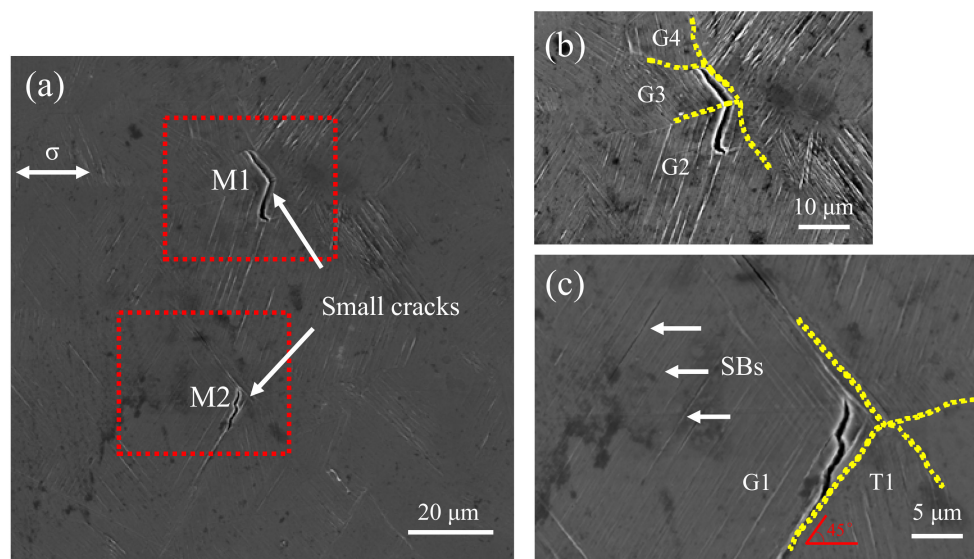 (a)
σ
M1
Small cracks
M2
20 μm
(b)
G4
G3
G2
10 μm
(c)
SBs
G1
T1
45°
5 μm